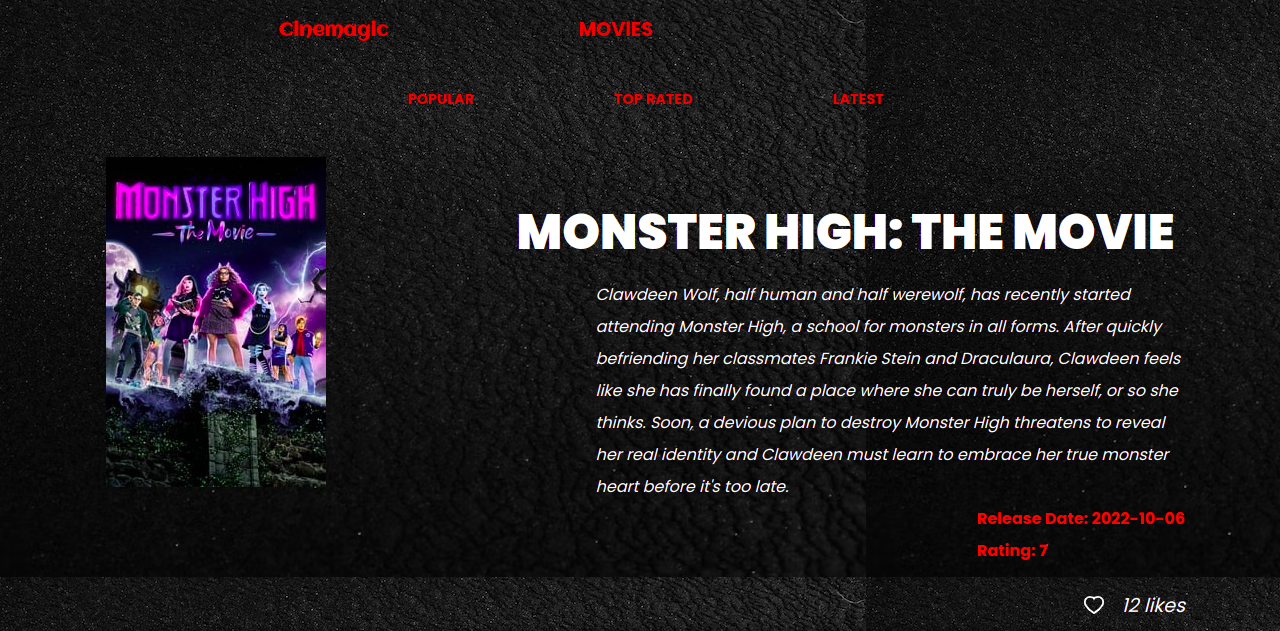 Cinemagic
MOVIES
POPULAR
TOP RATED
LATEST
MONSTER HIGH
The Movie
MONSTER HIGH: THE MOVIE
Clawdeen Wolf, half human and half werewolf, has recently started
attending Monster High, a school for monsters in all forms. After quickly
befriending her classmates Frankie Stein and Draculaura, Clawdeen feels
like she has finally found a place where she can truly be herself, or so she
thinks. Soon, a devious plan to destroy Monster High threatens to reveal
her real identity and Clawdeen must learn to embrace her true monster
heart before it's too late.
Release Date: 2022-10-06
Rating: 7
12 likes